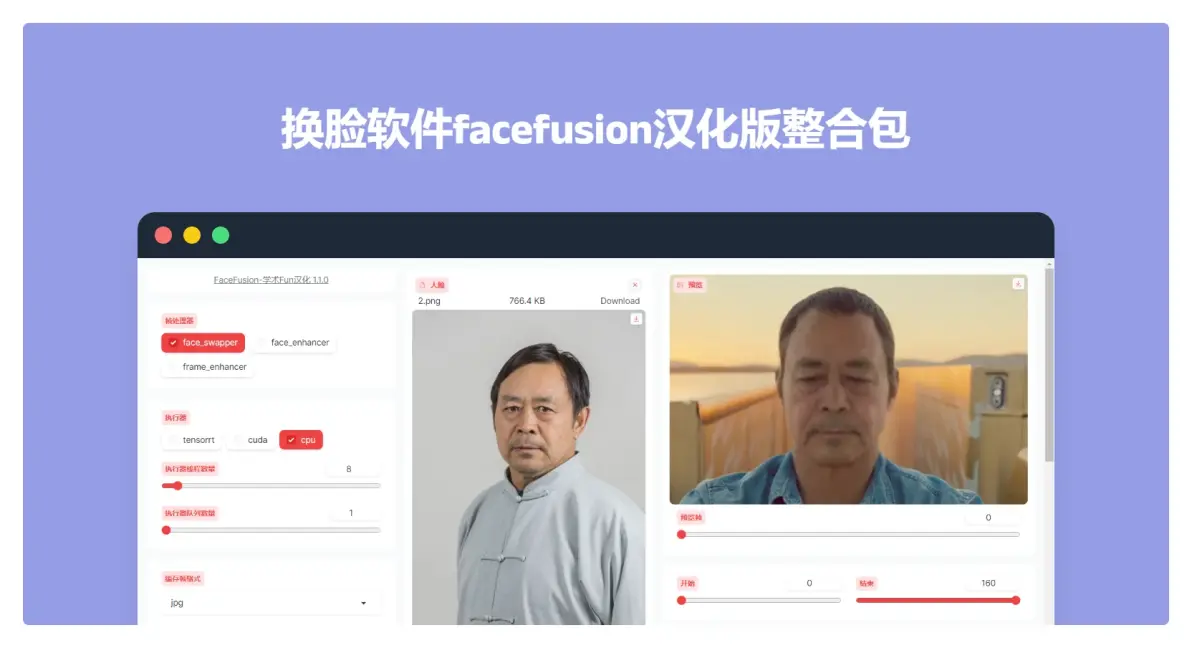 换脸软件facefusion汉化版整合包
FaceFusion-学术Fun汉化 1.1.0
帧处理器
face_swapper
face_enhancer
frame_enhancer
执行器
tensorrt
cuda
cpu
执行器线程数量
8
执行器队列数量
1
缓存帧格式
jpg
人脸
2.png
766.4 KB
Download
预览
预览帧
0
开始
0
结束
160